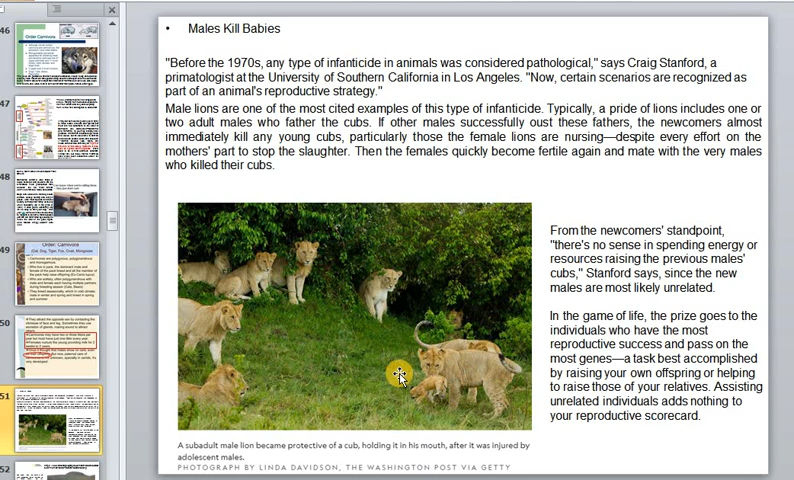 46
Order: Carnivora
47
48
49
Order: Carnivora
50
51
52
• Males Kill Babies
"Before the 1970s, any type of infanticide in animals was considered pathological," says Craig Stanford, a
primatologist at the University of Southern California in Los Angeles. "Now, certain scenarios are recognized as
part of an animal's reproductive strategy."
Male lions are one of the most cited examples of this type of infanticide. Typically, a pride of lions includes one or
two adult males who father the cubs. If other males successfully oust these fathers, the newcomers almost
immediately kill any young cubs, particularly those the female lions are nursing—despite every effort on the
mothers' part to stop the slaughter. Then the females quickly become fertile again and mate with the very males
who killed their cubs.
From the newcomers' standpoint,
"there's no sense in spending energy or
resources raising the previous males'
cubs," Stanford says, since the new
males are most likely unrelated.
In the game of life, the prize goes to the
individuals who have the most
reproductive success and pass on the
most genes—a task best accomplished
by raising your own offspring or helping
to raise those of your relatives. Assisting
unrelated individuals adds nothing to
your reproductive scorecard.
A subadult male lion became protective of a cub, holding it in his mouth, after it was injured by
adolescent males.
PHOTOGRAPH BY LINDA DAVIDSON, THE WASHINGTON POST VIA GETTY